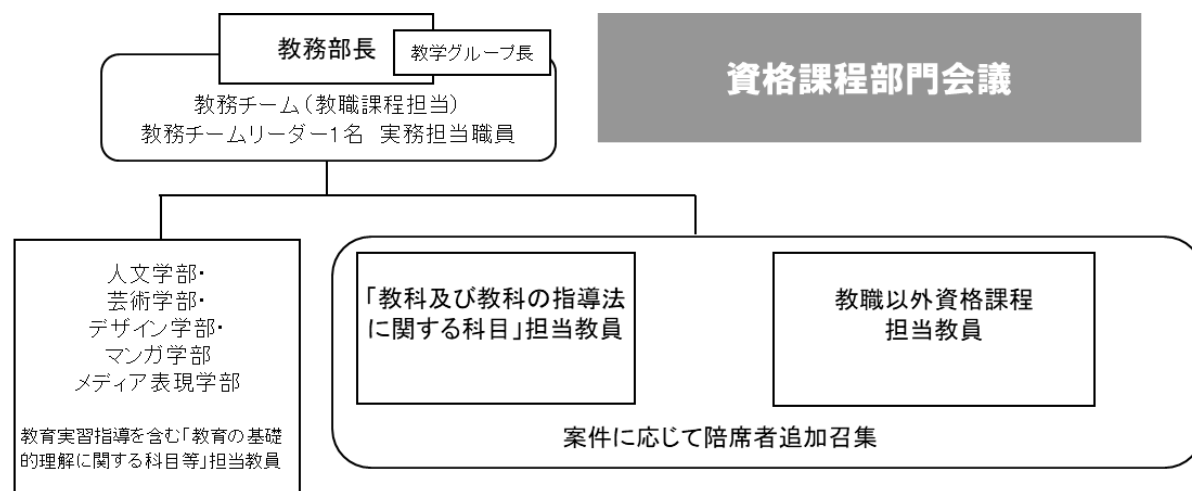 教務部長
教学グループ長
資格課程部門会議
教務チーム（教職課程担当）
教務チームリーダー1名　実務担当職員
人文学部・
芸術学部・
デザイン学部・
マンガ学部
メディア表現学部
教育実習指導を含む「教育の基礎
的理解に関する科目等」担当教員
「教科及び教科の指導法
に関する科目」担当教員
教職以外資格課程
担当教員
案件に応じて陪席者追加召集